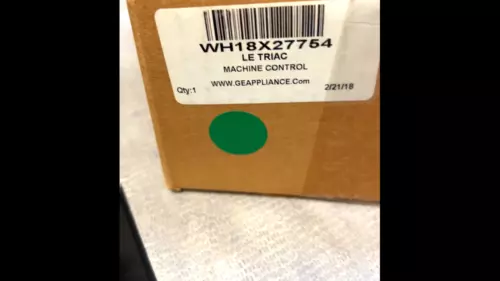 WH18X27754
LE TRIAC
MACHINE CONTROL
WWW.GEAPPLIANCE.Com
Qty:1
2/21/18